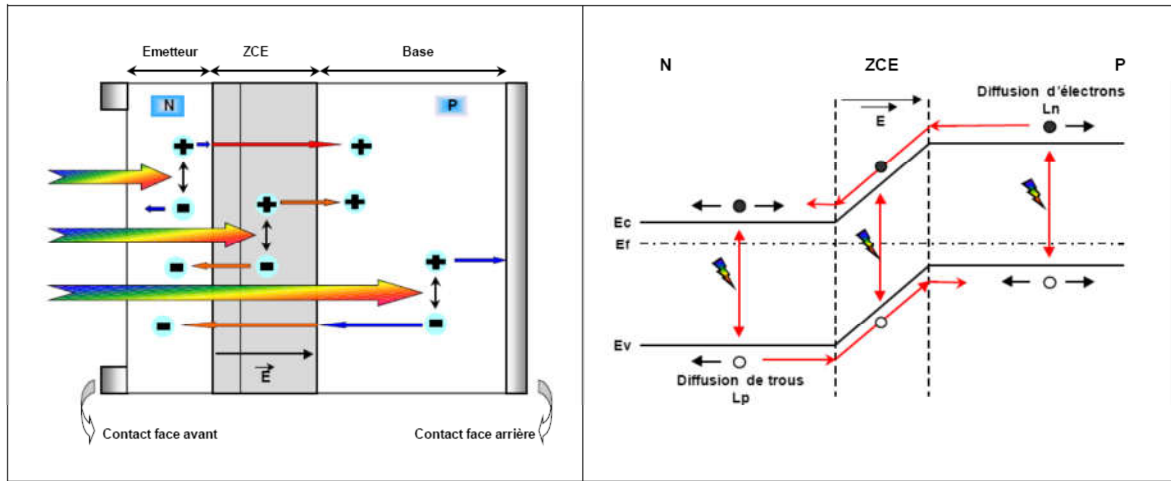 Emetteur ZCE Base
N P
E
Contact face avant Contact face arrière
N ZCE P
Diffusion d'électrons
Ln
E
Ec
Ef
Ev
Diffusion de trous
Lp